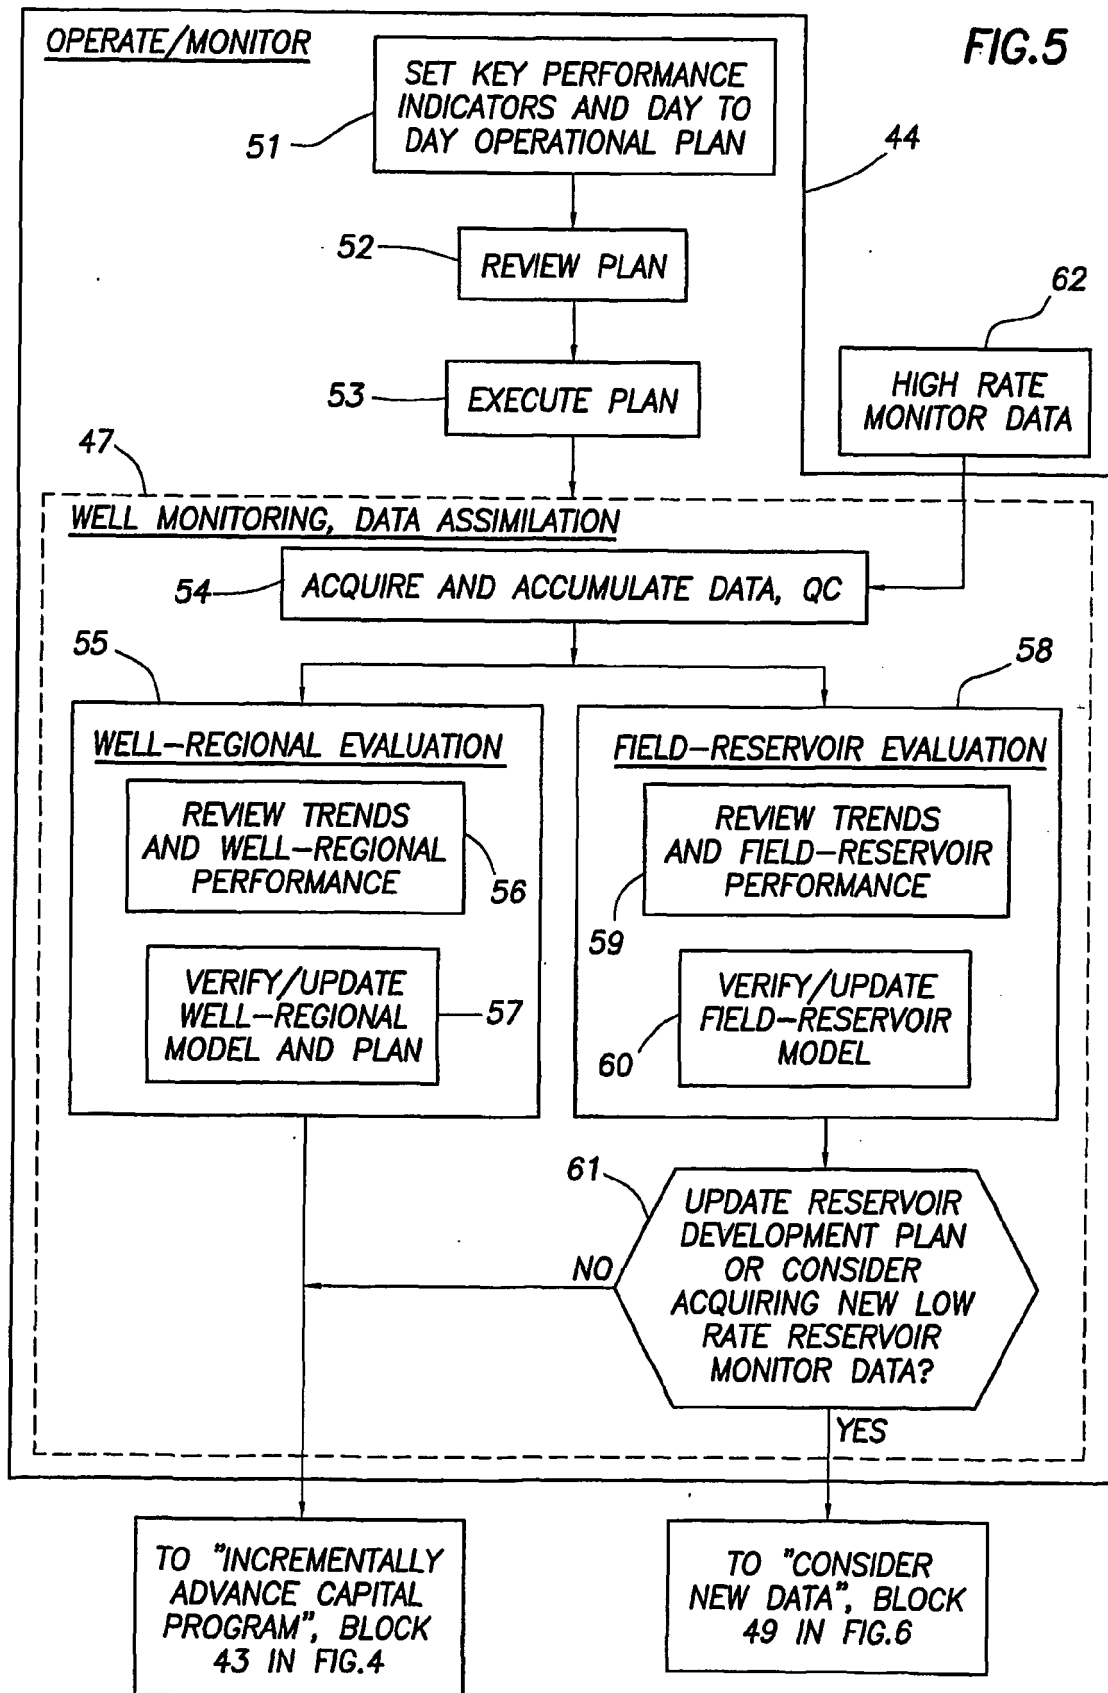 OPERATE/MONITOR
FIG.5
SET KEY PERFORMANCE
INDICATORS AND DAY TO
DAY OPERATIONAL PLAN
51
44
52
REVIEW PLAN
62
53
EXECUTE PLAN
HIGH RATE
MONITOR DATA
47
WELL MONITORING, DATA ASSIMILATION
54
ACQUIRE AND ACCUMULATE DATA, QC
55
WELL-REGIONAL EVALUATION
REVIEW TRENDS
AND WELL-REGIONAL
PERFORMANCE
56
VERIFY/UPDATE
WELL-REGIONAL
MODEL AND PLAN
57
58
FIELD-RESERVOIR EVALUATION
REVIEW TRENDS
AND FIELD-RESERVOIR
PERFORMANCE
59
VERIFY/UPDATE
FIELD-RESERVOIR
MODEL
60
61
UPDATE RESERVOIR
DEVELOPMENT PLAN
OR CONSIDER
ACQUIRING NEW LOW
RATE RESERVOIR
MONITOR DATA?
NO
YES
TO "INCREMENTALLY
ADVANCE CAPITAL
PROGRAM", BLOCK
43 IN FIG.4
TO "CONSIDER
NEW DATA", BLOCK
49 IN FIG.6